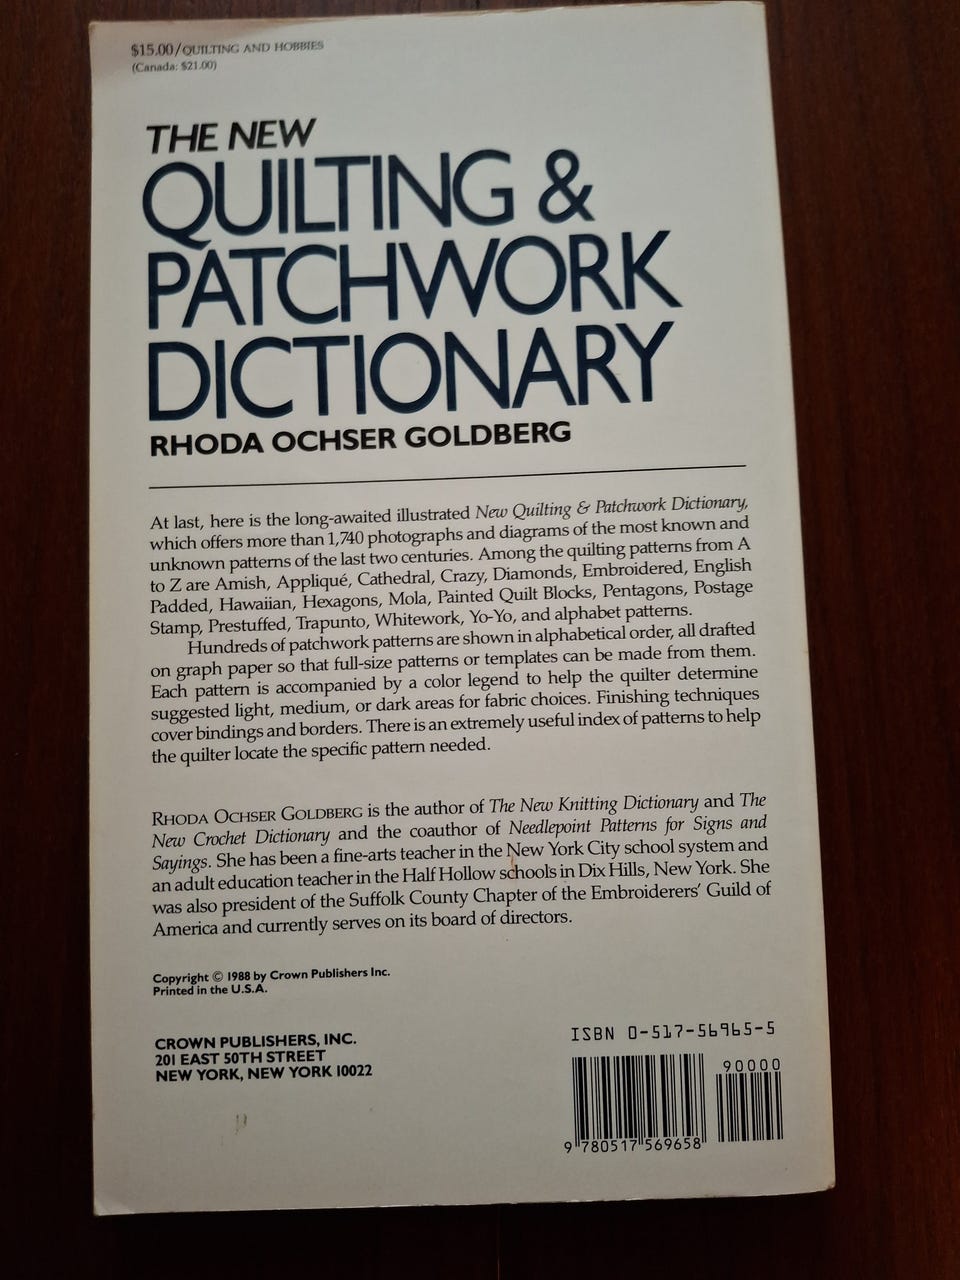 $15.00/QUILTING AND HOBBIES
(Canada: $21.00)
THE NEW
QUILTING &
PATCHWORK
DICTIONARY
RHODA OCHSER GOLDBERG
At last, here is the long-awaited illustrated New Quilting & Patchwork Dictionary,
which offers more than 1,740 photographs and diagrams of the most known and
unknown patterns of the last two centuries. Among the quilting patterns from A
to Z are Amish, Appliqué, Cathedral, Crazy, Diamonds, Embroidered, English
Padded, Hawaiian, Hexagons, Mola, Painted Quilt Blocks, Pentagons, Postage
Stamp, Prestuffed, Trapunto, Whitework, Yo-Yo, and alphabet patterns.
Hundreds of patchwork patterns are shown in alphabetical order, all drafted
on graph paper so that full-size patterns or templates can be made from them.
Each pattern is accompanied by a color legend to help the quilter determine
suggested light, medium, or dark areas for fabric choices. Finishing techniques
cover bindings and borders. There is an extremely useful index of patterns to help
the quilter locate the specific pattern needed.
RHODA OCHSER GOLDBERG is the author of The New Knitting Dictionary and The
New Crochet Dictionary and the coauthor of Needlepoint Patterns for Signs and
Sayings. She has been a fine-arts teacher in the New York City school system and
an adult education teacher in the Half Hollow schools in Dix Hills, New York. She
was also president of the Suffolk County Chapter of the Embroiderers' Guild of
America and currently serves on its board of directors.
Copyright © 1988 by Crown Publishers Inc.
Printed in the U.S.A.
CROWN PUBLISHERS, INC.
201 EAST 50TH STREET
NEW YORK, NEW YORK 10022
ISBN 0-517-56965-5
90000
9 780517 569658